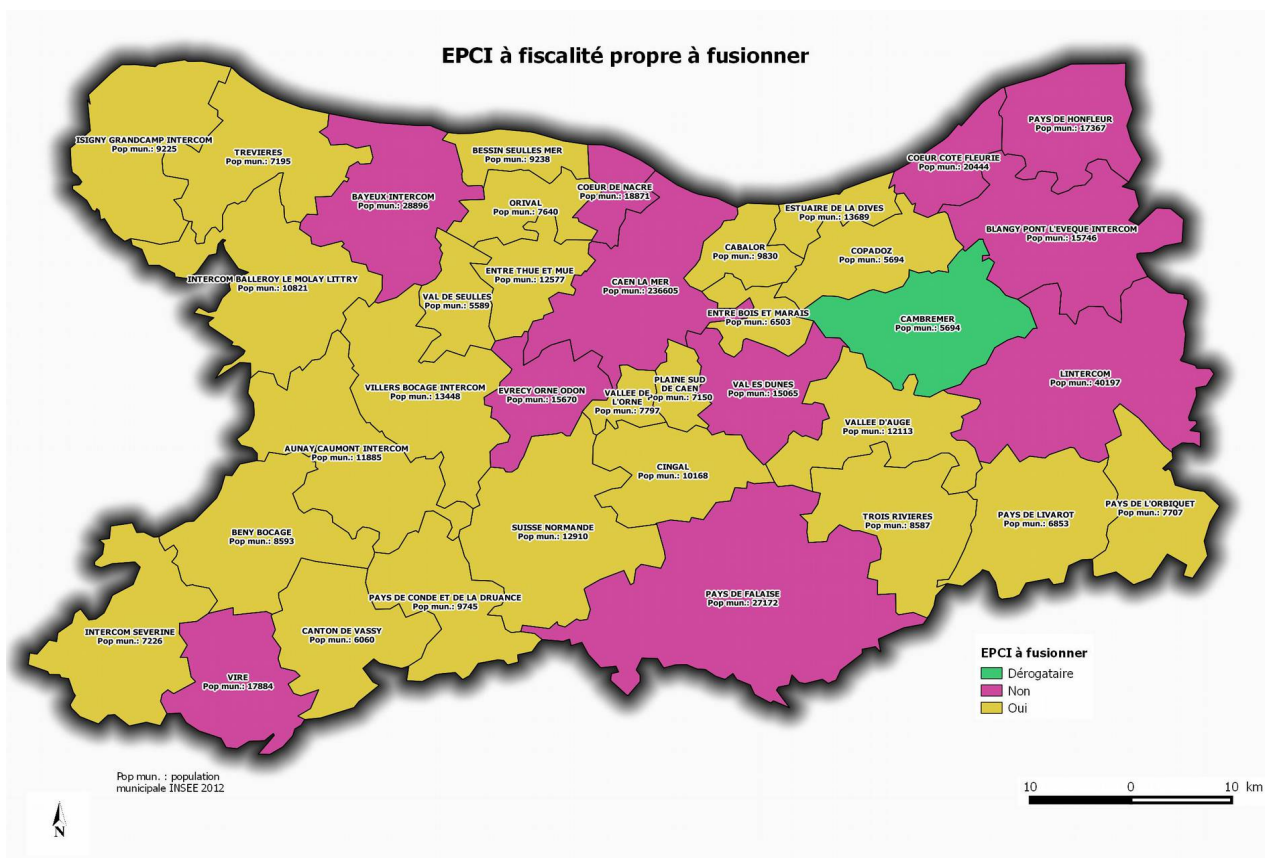 EPCI à fiscalité propre à fusionner
PAYS DE HONFLEUR
Pop mun.: 17367
ISIGNY GRANDCAMP INTERCOM
Pop mun.: 9225
TREVIERES
Pop mun.: 7195
BESSIN SEULLES MER
Pop mun.: 9238
COEUR COTE FLEURIE
Pop mun.: 20444
BAYEUX INTERCOM
Pop mun.: 28896
COEUR DE NACRE
Pop mun.: 18871
ORIVAL
Pop mun.: 7640
ESTUAIRE DE LA DIVES
Pop mun.: 13689
BLANGY PONT L'EVEQUE INTERCOM
Pop mun.: 15746
CABALOR
Pop mun.: 9830
COPADOZ
Pop mun.: 5694
INTERCOM BALLEROY LE MOLAY LITTRY
Pop mun.: 10821
ENTRE THUE ET MUE
Pop mun.: 12577
CAEN LA MER
Pop mun.: 236605
VAL DE SEULLES
Pop mun.: 5589
ENTRE BOIS ET MARAIS
Pop mun.: 6503
CAMBREMER
Pop mun.: 5694
LINTERCOM
Pop mun.: 40197
VILLERS BOCAGE INTERCOM
Pop mun.: 13448
EVRECY ORNE ODON
Pop mun.: 15670
VALLEE DE
L'ORNE
Pop mun.: 7797
PLAINE SUD
DE CAEN
Pop mun.: 7150
VAL ES DUNES
Pop mun.: 15065
VALLEE D'AUGE
Pop mun.: 12113
AUNAY CAUMONT INTERCOM
Pop mun.: 11885
CINGAL
Pop mun.: 10168
BENY BOCAGE
Pop mun.: 8593
SUISSE NORMANDE
Pop mun.: 12910
TROIS RIVIERES
Pop mun.: 8587
PAYS DE LIVAROT
Pop mun.: 6853
PAYS DE L'ORBIQUET
Pop mun.: 7707
PAYS DE CONDE ET DE LA DRUANCE
Pop mun.: 9745
PAYS DE FALAISE
Pop mun.: 27172
INTERCOM SEVERINE
Pop mun.: 7226
CANTON DE VASSY
Pop mun.: 6060
VIRE
Pop mun.: 17884
EPCI à fusionner
Dérogataire
Non
Oui
Pop mun. : population
municipale INSEE 2012
10 0 10 km
N